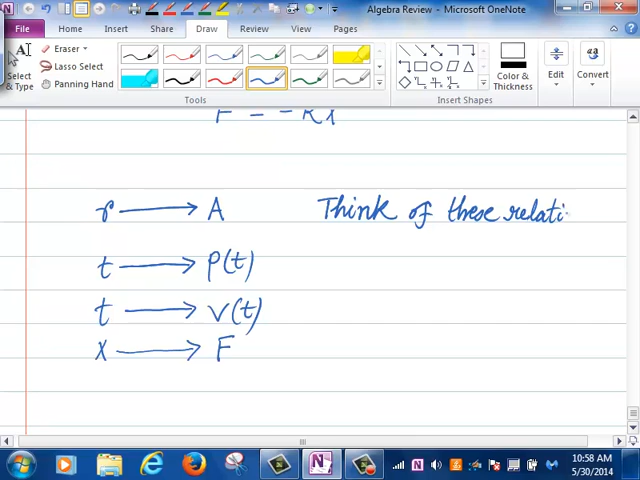 Algebra Review - Microsoft OneNote
File Home Insert Share Draw Review View
Select & Type
Eraser
Lasso Select
Panning Hand
Color & Thickness
Edit
Convert
Tools
Insert Shapes
F = -kx
r → A
Think of these relati
t → P(t)
t → v(t)
x → F
10:58 AM
5/30/2014